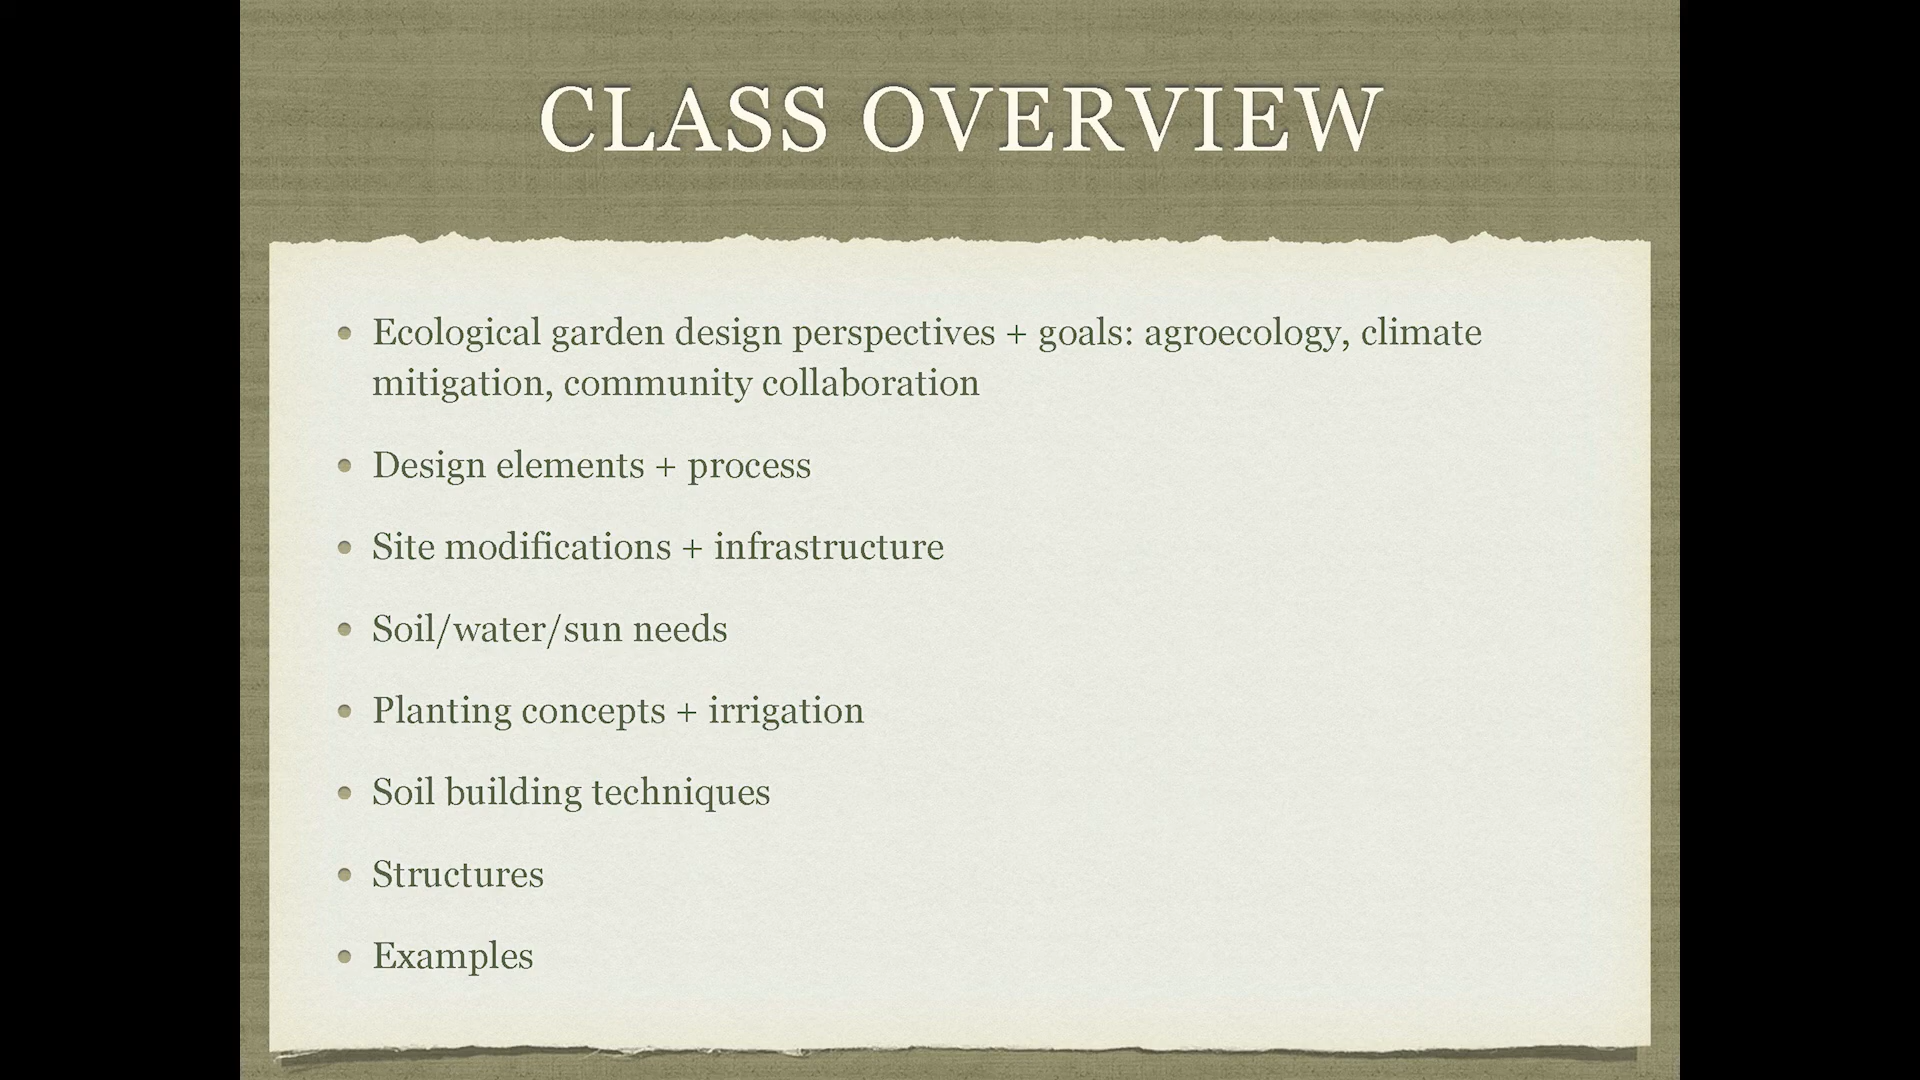 CLASS OVERVIEW
• Ecological garden design perspectives + goals: agroecology, climate
mitigation, community collaboration
• Design elements + process
• Site modifications + infrastructure
• Soil/water/sun needs
• Planting concepts + irrigation
• Soil building techniques
• Structures
• Examples